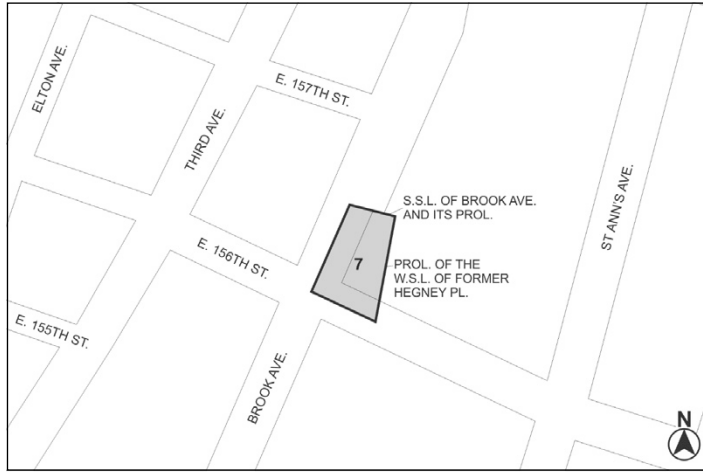 ELTON AVE.
THIRD AVE.
E. 157TH ST.
ST ANN'S AVE.
S.S.L. OF BROOK AVE.
AND ITS PROL.
E. 156TH ST.
7
PROL. OF THE
W.S.L. OF FORMER
HEGNEY PL.
E. 155TH ST.
BROOK AVE.
N